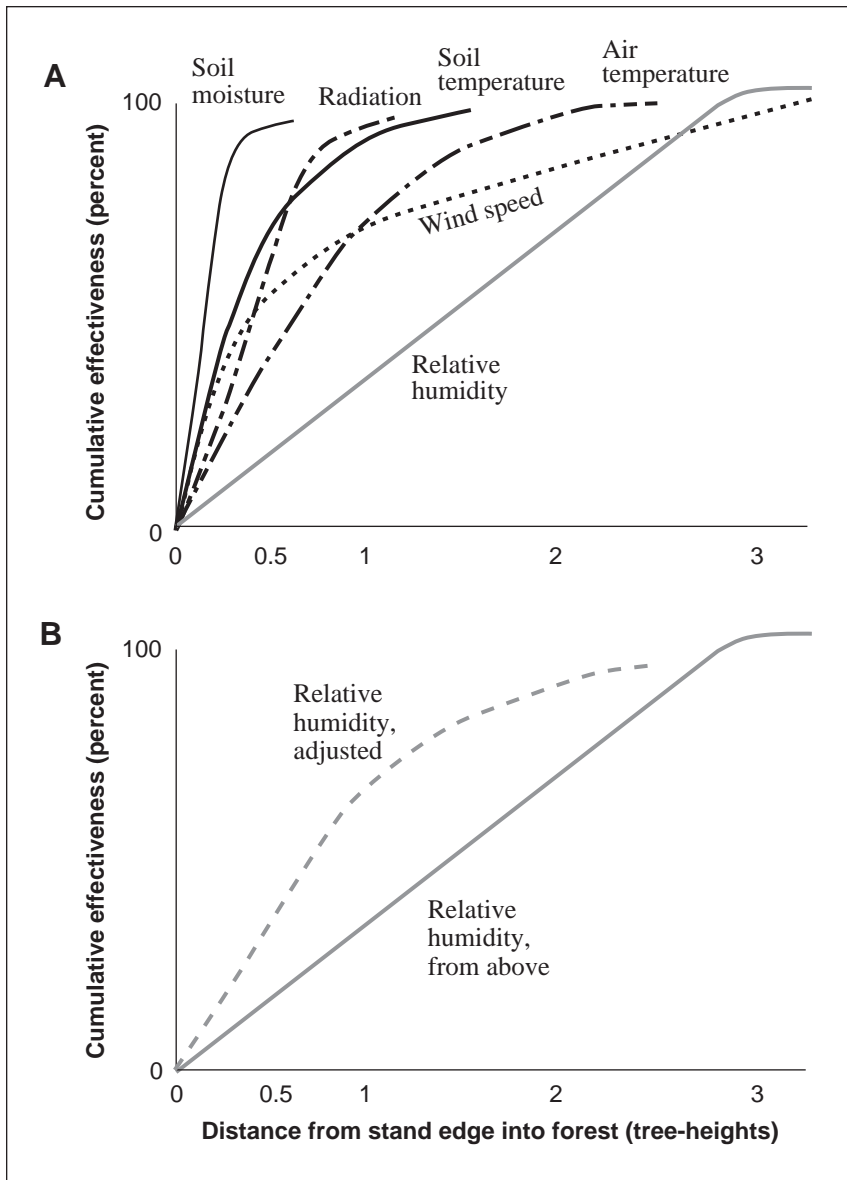 A
Soil
moisture
Radiation
Soil
temperature
Air
temperature
Wind speed
Relative
humidity
Cumulative effectiveness (percent)
100
0
0 0.5 1 2 3
B
Relative
humidity,
adjusted
Relative
humidity,
from above
Cumulative effectiveness (percent)
100
0
0 0.5 1 2 3
Distance from stand edge into forest (tree-heights)